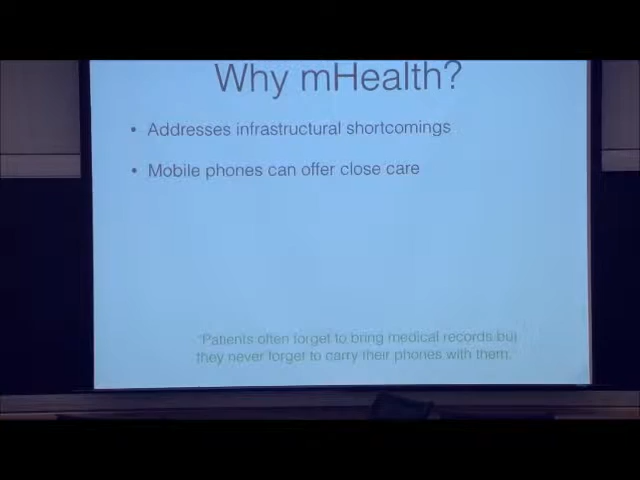 Why mHealth?
• Addresses infrastructural shortcomings
• Mobile phones can offer close care
"Patients often forget to bring medical records but
they never forget to carry their phones with them."